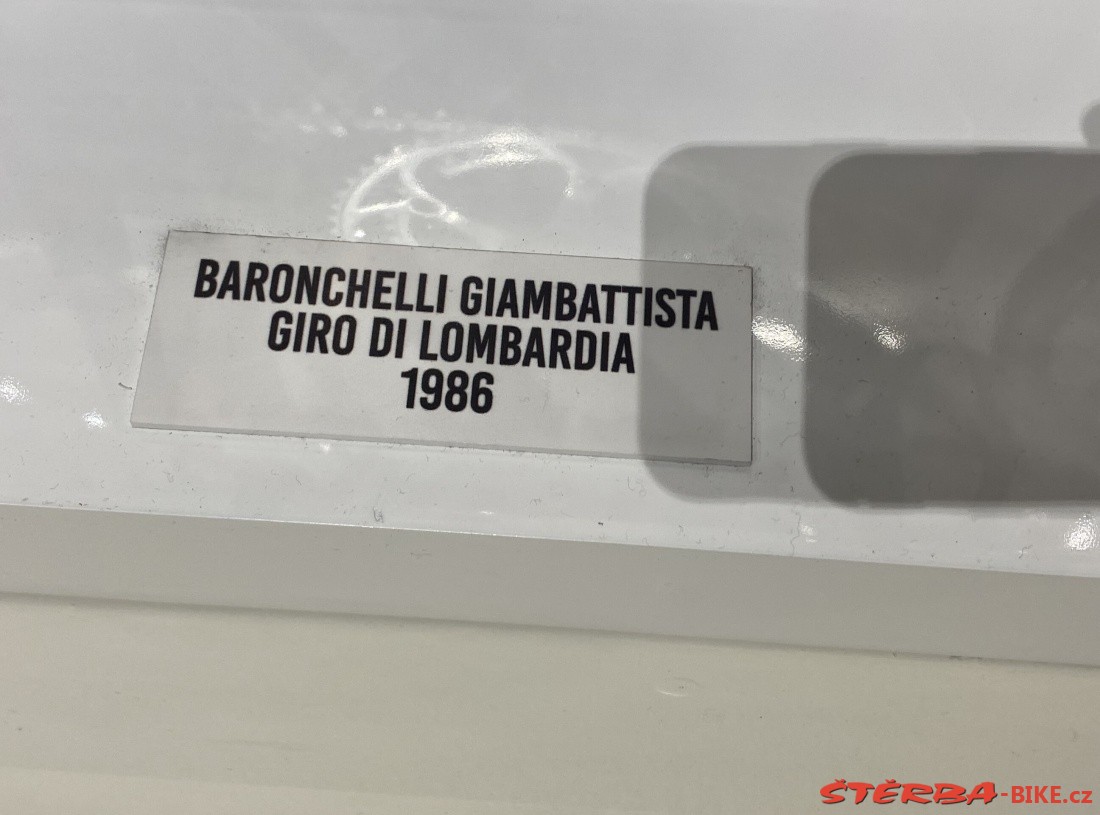 BARONCHELLI GIAMBATTISTA
GIRO DI LOMBARDIA
1986
ŠTĚRBA-BIKE.cz